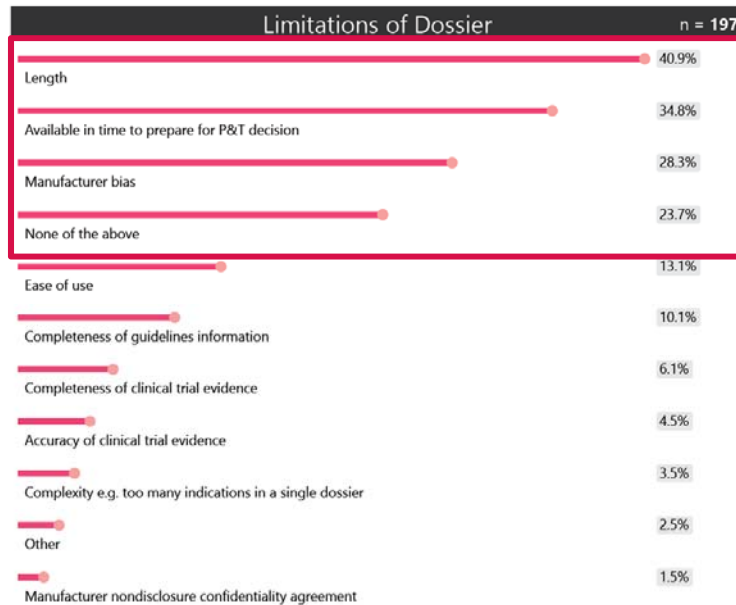 Limitations of Dossier n = 197
40.9%
Length
34.8%
Available in time to prepare for P&T decision
28.3%
Manufacturer bias
23.7%
None of the above
13.1%
Ease of use
10.1%
Completeness of guidelines information
6.1%
Completeness of clinical trial evidence
4.5%
Accuracy of clinical trial evidence
3.5%
Complexity e.g. too many indications in a single dossier
2.5%
Other
1.5%
Manufacturer nondisclosure confidentiality agreement